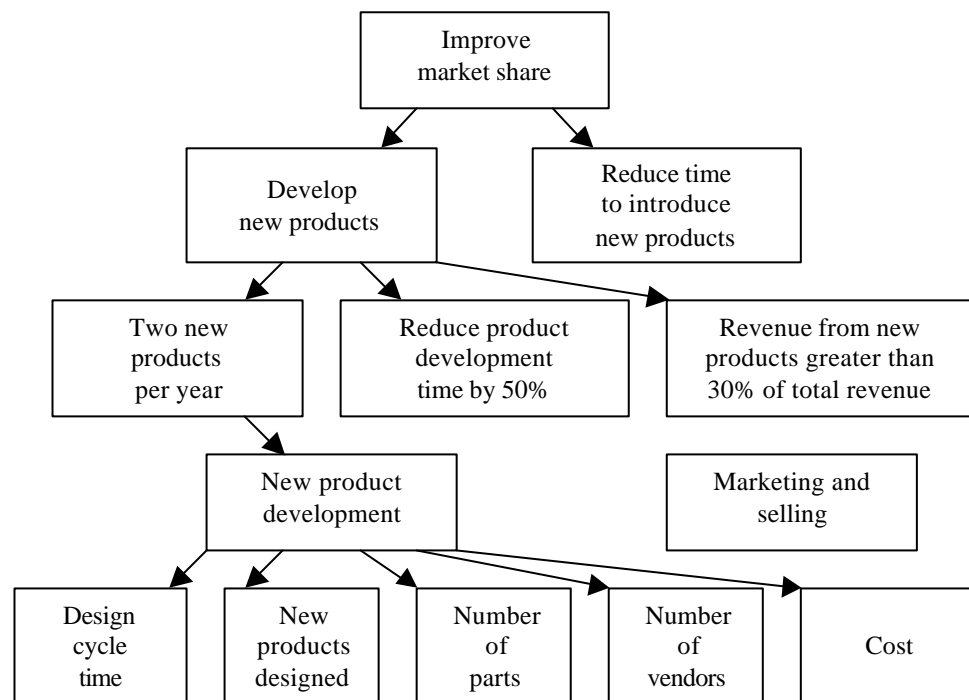 Improve
market share
Develop
new products
Reduce time
to introduce
new products
Two new
products
per year
Reduce product
development
time by 50%
Revenue from new
products greater than
30% of total revenue
New product
development
Marketing and
selling
Design
cycle
time
New
products
designed
Number
of
parts
Number
of
vendors
Cost